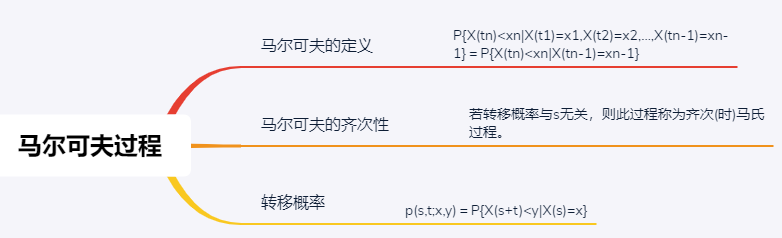 马尔可夫过程
马尔可夫的定义
P{X(tn)<xn|X(t1)=x1,X(t2)=x2,...,X(tn-1)=xn-
1} = P{X(tn)<xn|X(tn-1)=xn-1}
马尔可夫的齐次性
若转移概率与s无关，则此过程称为齐次(时)马氏
过程。
转移概率
p(s,t;x,y) = P{X(s+t)<y|X(s)=x}